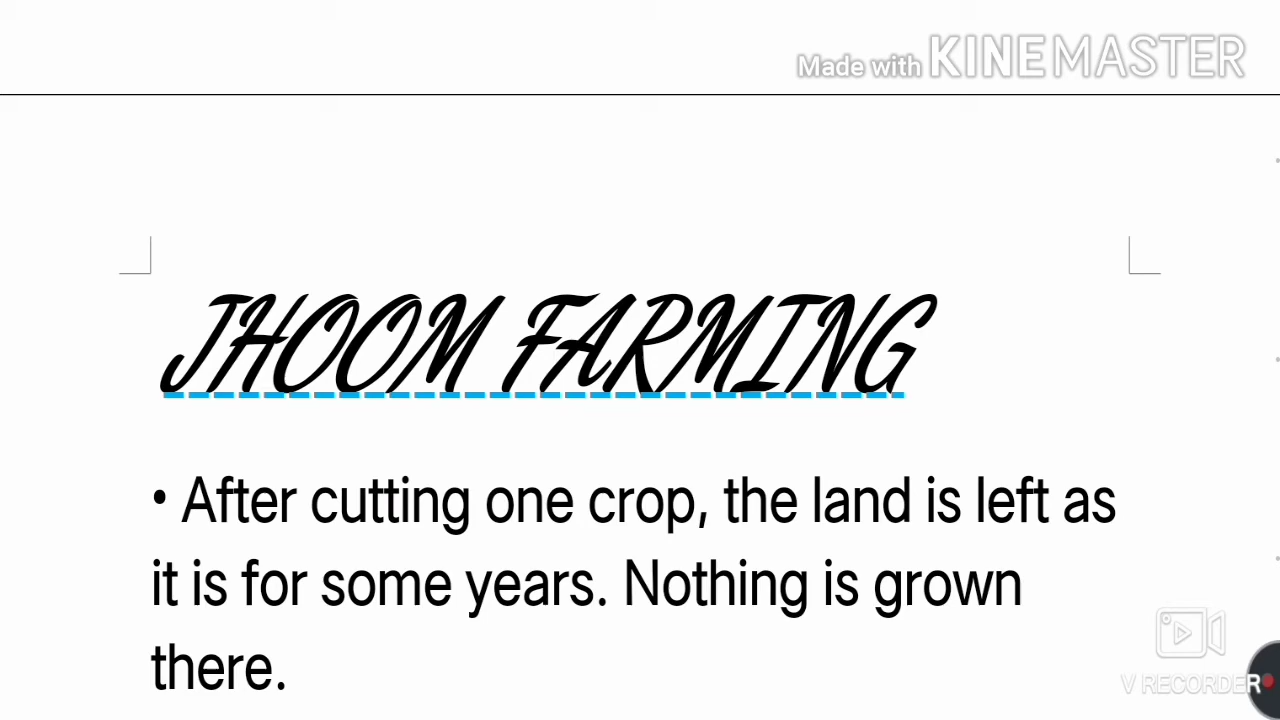 Made with KINEMASTER
JHOOM FARMING
• After cutting one crop, the land is left as
it is for some years. Nothing is grown
there.
V RECORDER